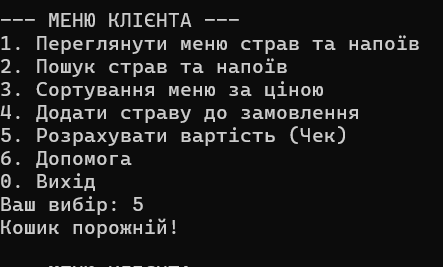 --- МЕНЮ КЛІЄНТА ---
1. Переглянути меню страв та напоїв
2. Пошук страв та напоїв
3. Сортування меню за ціною
4. Додати страву до замовлення
5. Розрахувати вартість (Чек)
6. Допомога
0. Вихід
Ваш вибір: 5
Кошик порожній!